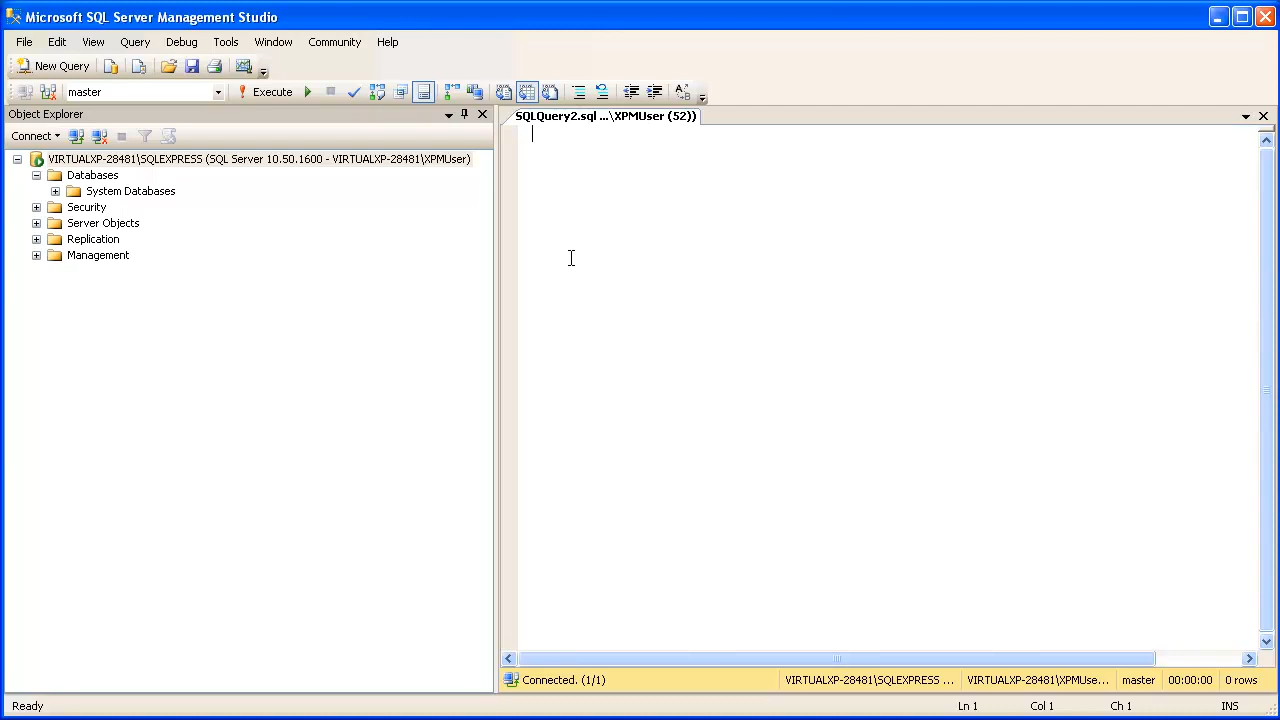 Microsoft SQL Server Management Studio
File Edit View Query Debug Tools Window Community Help
New Query
master Execute
Object Explorer
SQLQuery2.sql ...\XPMUser (52))
Connect
VIRTUALXP-28481\SQLEXPRESS (SQL Server 10.50.1600 - VIRTUALXP-28481\XPMUser)
Databases
System Databases
Security
Server Objects
Replication
Management
Connected. (1/1) VIRTUALXP-28481\SQLEXPRESS ... VIRTUALXP-28481\XPMUse... master 00:00:00 0 rows
Ready Ln 1 Col 1 Ch 1 INS